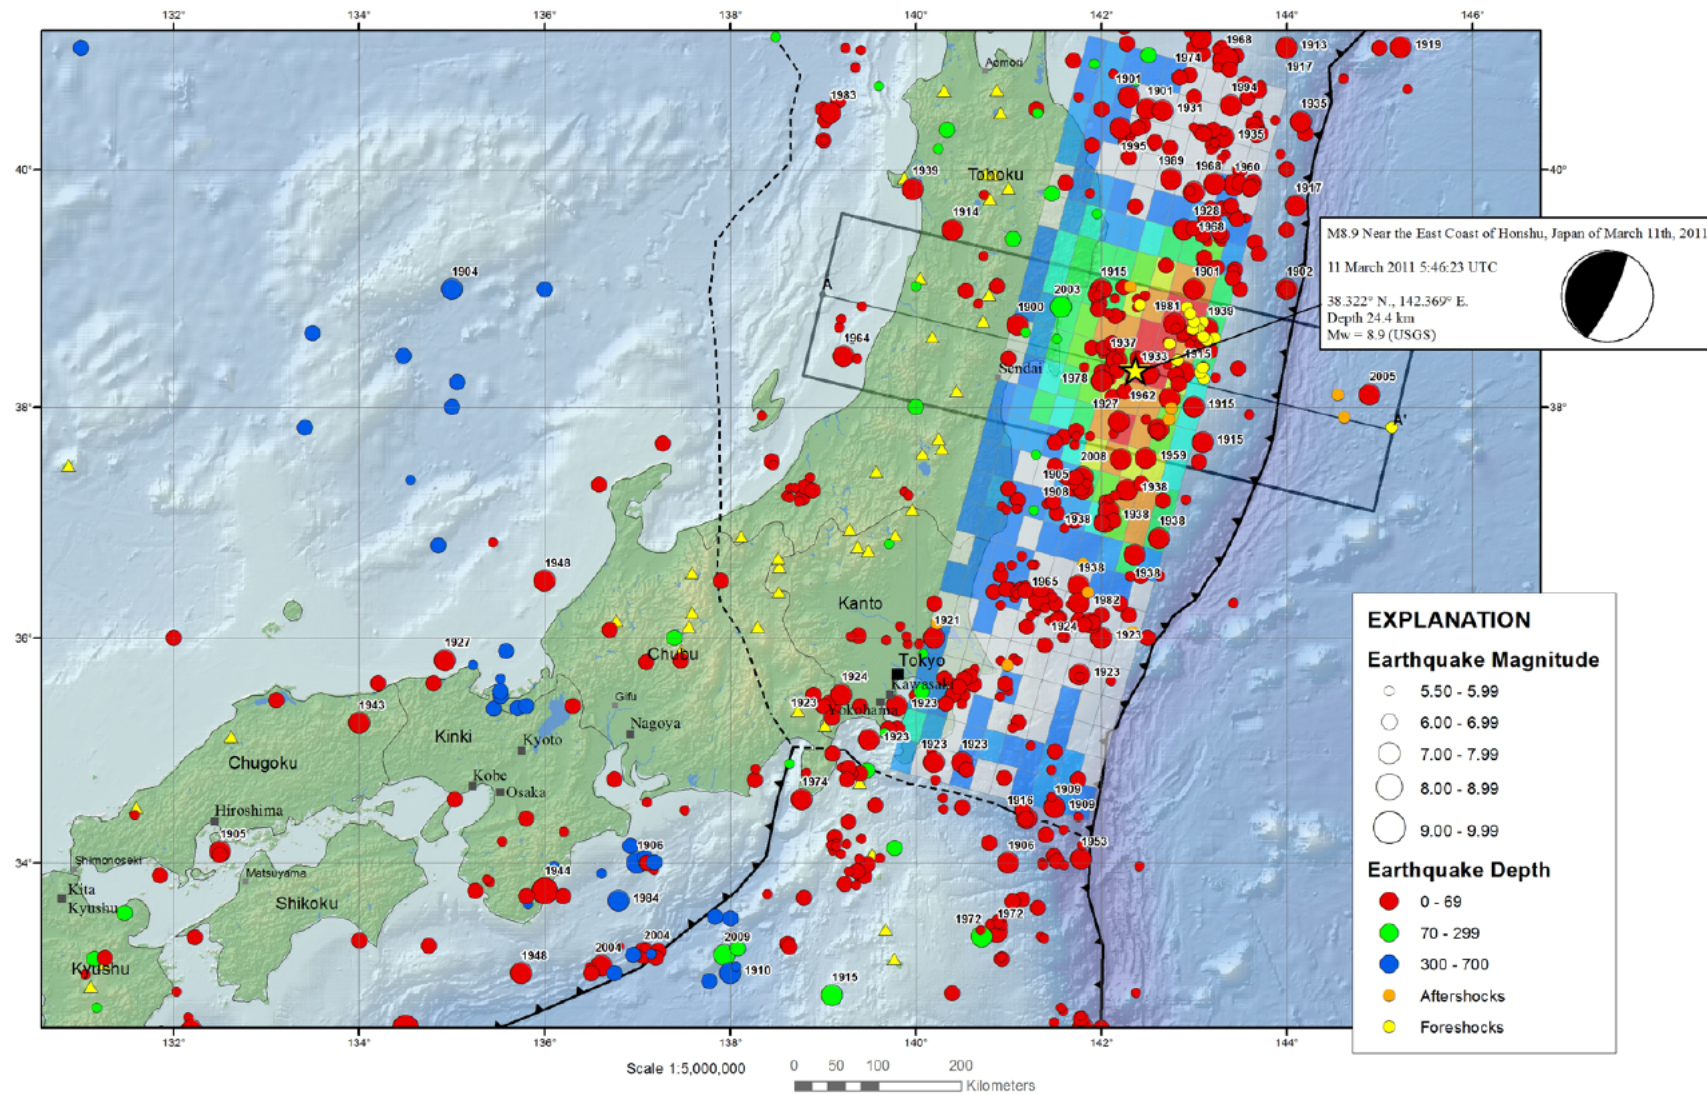 132° 134° 136° 138° 140° 142° 144° 146°
1968 1913 1919
1974 1917
Aomori
1983 1901 1994
1901 1931 1935
1995 1935
40° 1989 1968 1960 40°
1939 Tohoku
1917
1914 1928
1968
M8.9 Near the East Coast of Honshu, Japan of March 11th, 2011
11 March 2011 5:46:23 UTC
38.322° N., 142.369° E.
Depth 24.4 km
Mw = 8.9 (USGS)
1904 1915 1901 1902
A 2003
1900 1981 1939
1964 1937 1933 1915
Sendai 1978 2005
1962
38° 1927 1915 A' 38°
1915
2008 1959
1905
1908 1938
1938 1938
1938
1948 1938 1938
1965
Kanto 1982
1921 1924 1923
36° 36°
1927 Chubu Tokyo
1923
Kawasaki
1924
1923 Yokohama 1923
Gifu
1943 Kinki Nagoya
Kyoto 1923
Chugoku 1923 1923
Kobe 1974
Osaka 1909
Hiroshima 1916 1909
1905
Shimonoseki 1906 1906 1953
34° 34°
Matsuyama 1944
Kita
Kyushu Shikoku 1984
1972 1972
2004 2004 2009
Kyushu 1948 1910 1915
132° 134° 136° 138° 140° 142° 144°
Scale 1:5,000,000
0 50 100 200
Kilometers
EXPLANATION
Earthquake Magnitude
5.50 - 5.99
6.00 - 6.99
7.00 - 7.99
8.00 - 8.99
9.00 - 9.99
Earthquake Depth
0 - 69
70 - 299
300 - 700
Aftershocks
Foreshocks